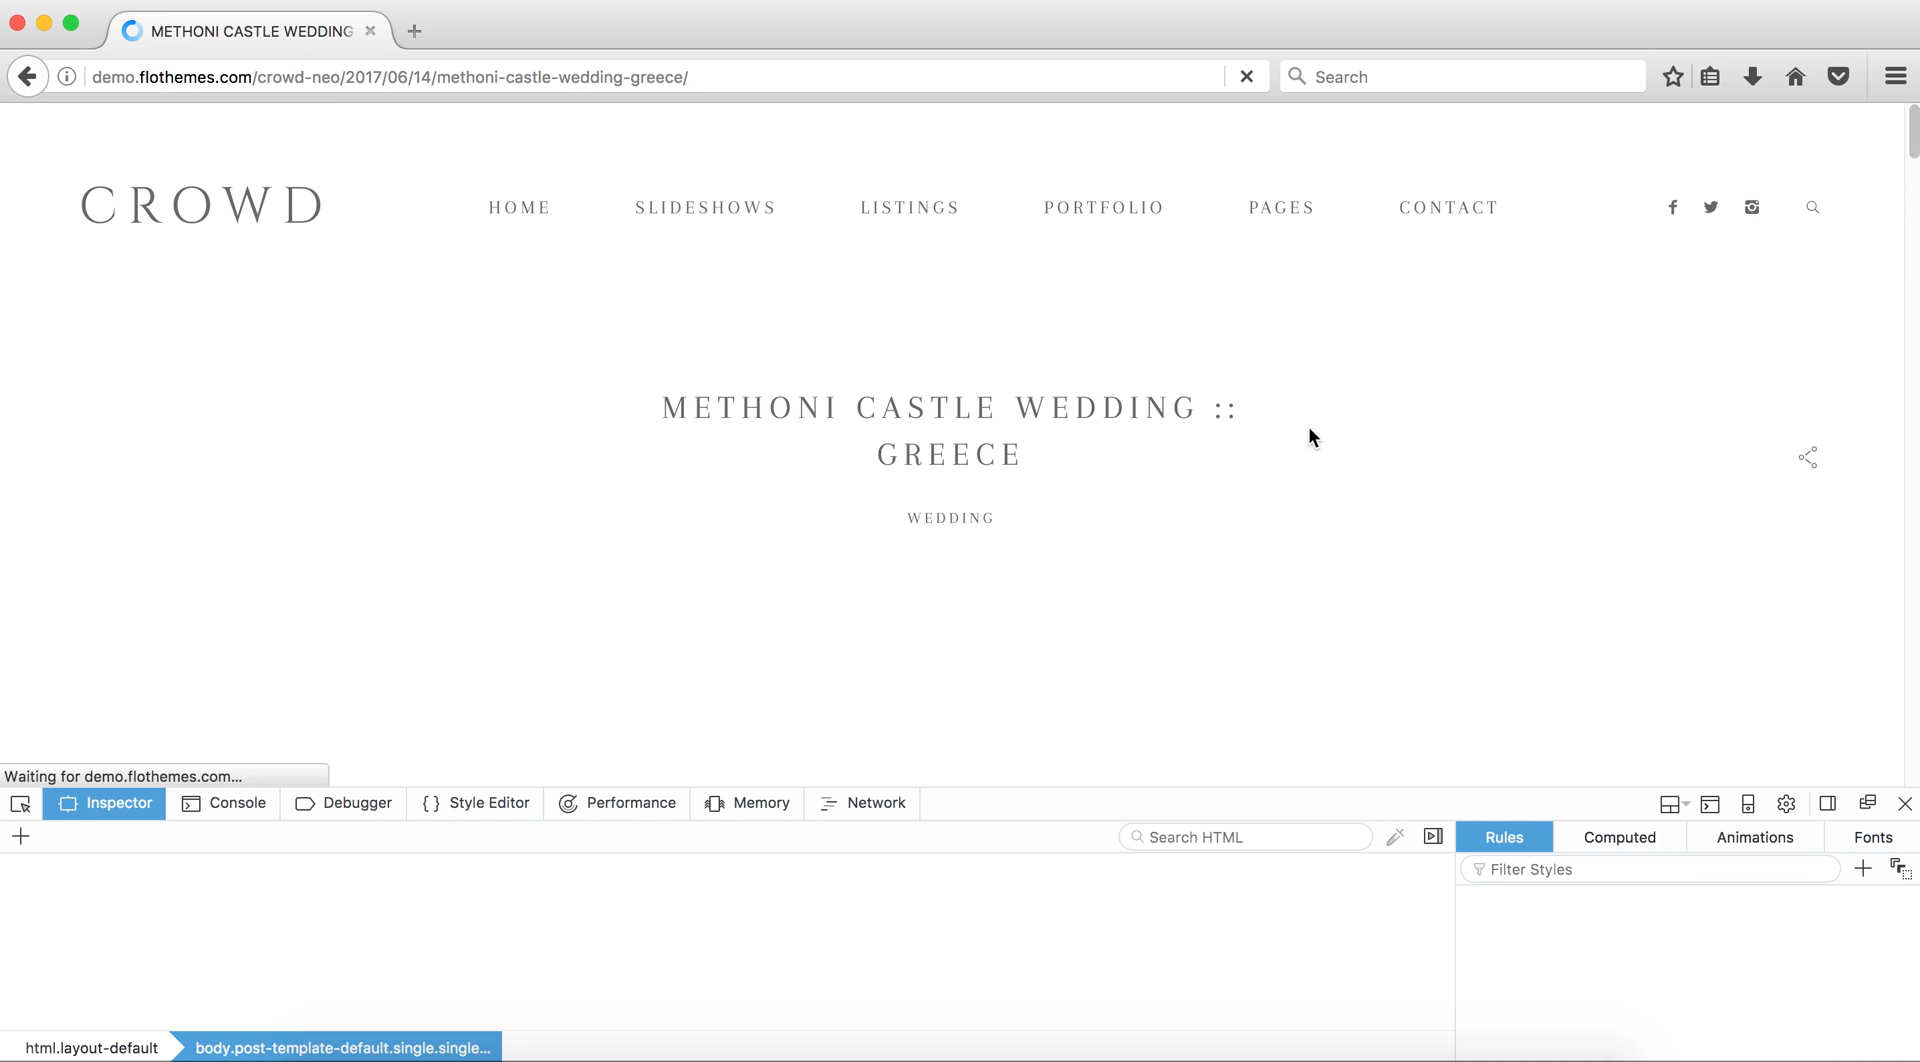 METHONI CASTLE WEDDING
demo.flothemes.com/crowd-neo/2017/06/14/methoni-castle-wedding-greece/
Search
CROWD
HOME
SLIDESHOWS
LISTINGS
PORTFOLIO
PAGES
CONTACT
METHONI CASTLE WEDDING ::
GREECE
WEDDING
Waiting for demo.flothemes.com...
Inspector
Console
Debugger
Style Editor
Performance
Memory
Network
Search HTML
Rules
Computed
Animations
Fonts
Filter Styles
html.layout-default
body.post-template-default.single.single...